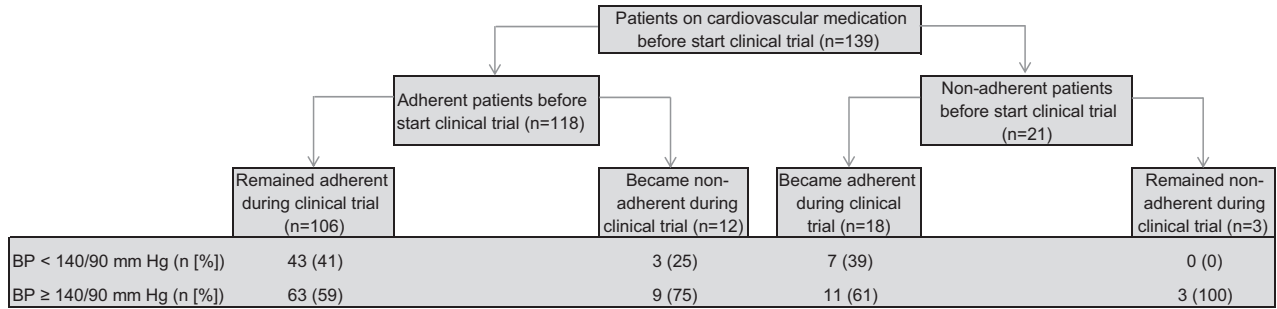 Patients on cardiovascular medication
before start clinical trial (n=139)
Adherent patients before
start clinical trial (n=118)
Non-adherent patients
before start clinical trial
(n=21)
Remained adherent
during clinical trial
(n=106)
Became non-
adherent during
clinical trial (n=12)
Became adherent
during clinical
trial (n=18)
Remained non-
adherent during
clinical trial (n=3)
BP < 140/90 mm Hg (n [%]) 43 (41) 3 (25) 7 (39) 0 (0)
BP ≥ 140/90 mm Hg (n [%]) 63 (59) 9 (75) 11 (61) 3 (100)